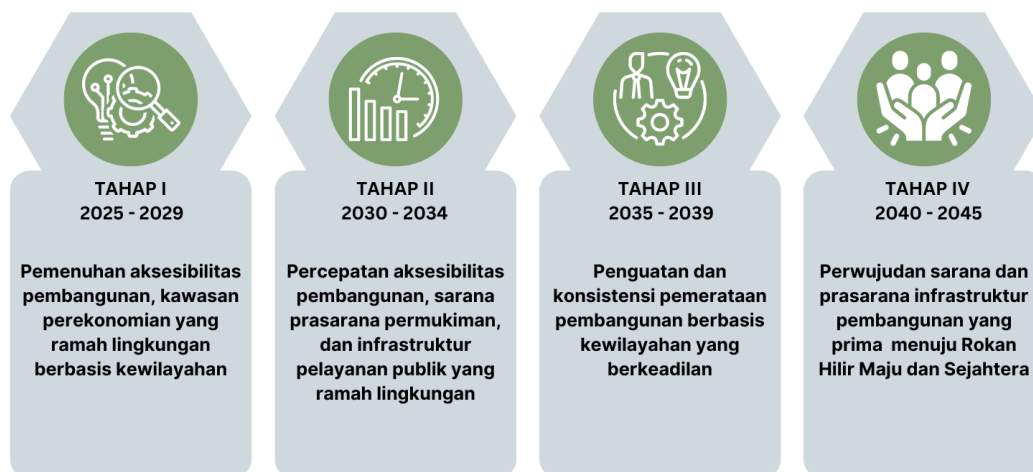 TAHAP I
2025 - 2029
Pemenuhan aksesibilitas
pembangunan, kawasan
perekonomian yang
ramah lingkungan
berbasis kewilayahan
TAHAP II
2030 - 2034
Percepatan aksesibilitas
pembangunan, sarana
prasarana permukiman,
dan infrastruktur
pelayanan publik yang
ramah lingkungan
TAHAP III
2035 - 2039
Penguatan dan
konsistensi pemerataan
pembangunan berbasis
kewilayahan yang
berkeadilan
TAHAP IV
2040 - 2045
Perwujudan sarana dan
prasarana infrastruktur
pembangunan yang
prima menuju Rokan
Hilir Maju dan Sejahtera